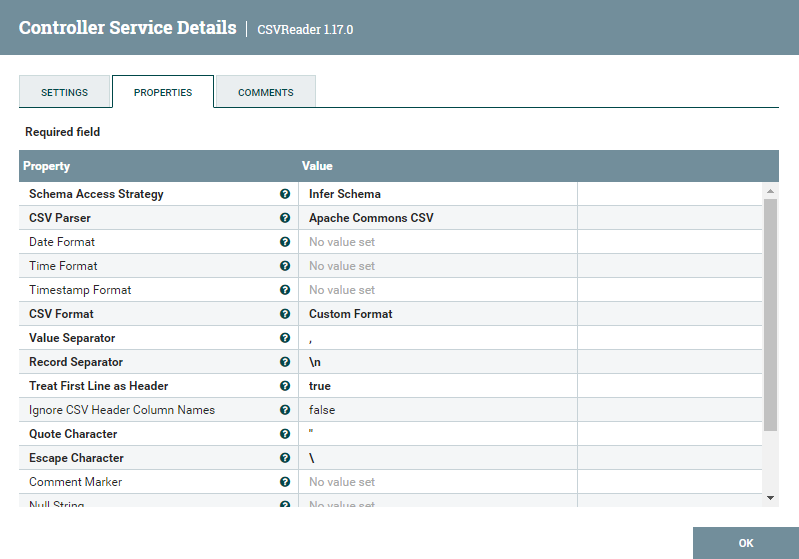 Controller Service Details | CSVReader 1.17.0
SETTINGS PROPERTIES COMMENTS
Required field
Property Value
Schema Access Strategy Infer Schema
CSV Parser Apache Commons CSV
Date Format No value set
Time Format No value set
Timestamp Format No value set
CSV Format Custom Format
Value Separator ,
Record Separator \n
Treat First Line as Header true
Ignore CSV Header Column Names false
Quote Character "
Escape Character \
Comment Marker No value set
Null String No value set
OK